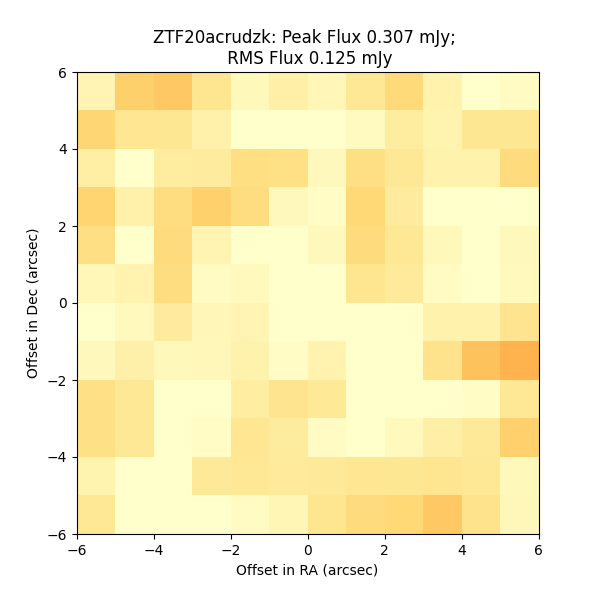 ZTF20acrudzk: Peak Flux 0.307 mJy;
RMS Flux 0.125 mJy
6
4
2
0
−2
−4
−6
Offset in Dec (arcsec)
−6 −4 −2 0 2 4 6
Offset in RA (arcsec)